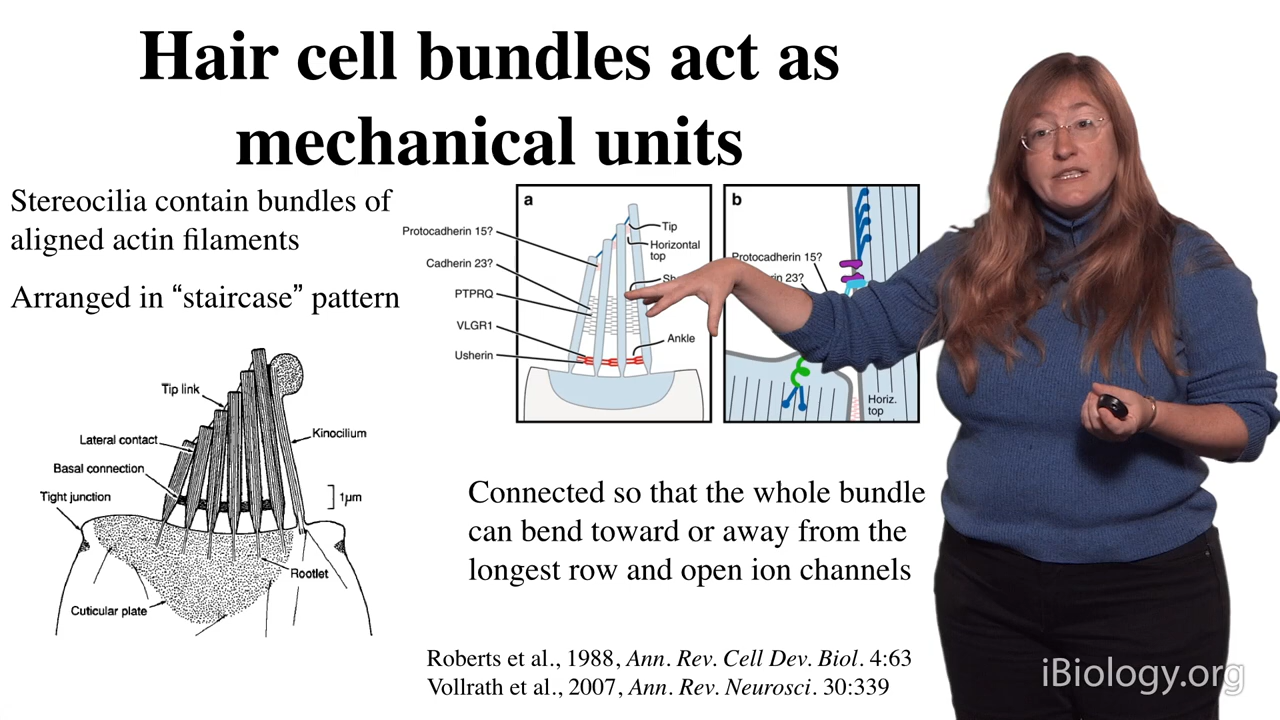 Hair cell bundles act as
mechanical units
Stereocilia contain bundles of
aligned actin filaments
Arranged in “staircase” pattern
Tip link
Lateral contact
Basal connection
Tight junction
Kinocilium
1µm
Rootlet
Cuticular plate
a
Protocadherin 15?
Cadherin 23?
PTPRQ
VLGR1
Usherin
Tip
Horizontal
top
Ankle
b
Protocadherin 15?
23?
Horiz.
top
Connected so that the whole bundle
can bend toward or away from the
longest row and open ion channels
Roberts et al., 1988, Ann. Rev. Cell Dev. Biol. 4:63
Vollrath et al., 2007, Ann. Rev. Neurosci. 30:339
iBiology.org